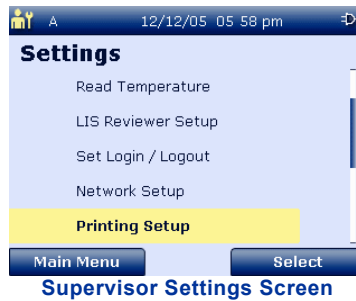 A 12/12/05 05 58 pm
Settings
Read Temperature
LIS Reviewer Setup
Set Login / Logout
Network Setup
Printing Setup
Main Menu Select
Supervisor Settings Screen